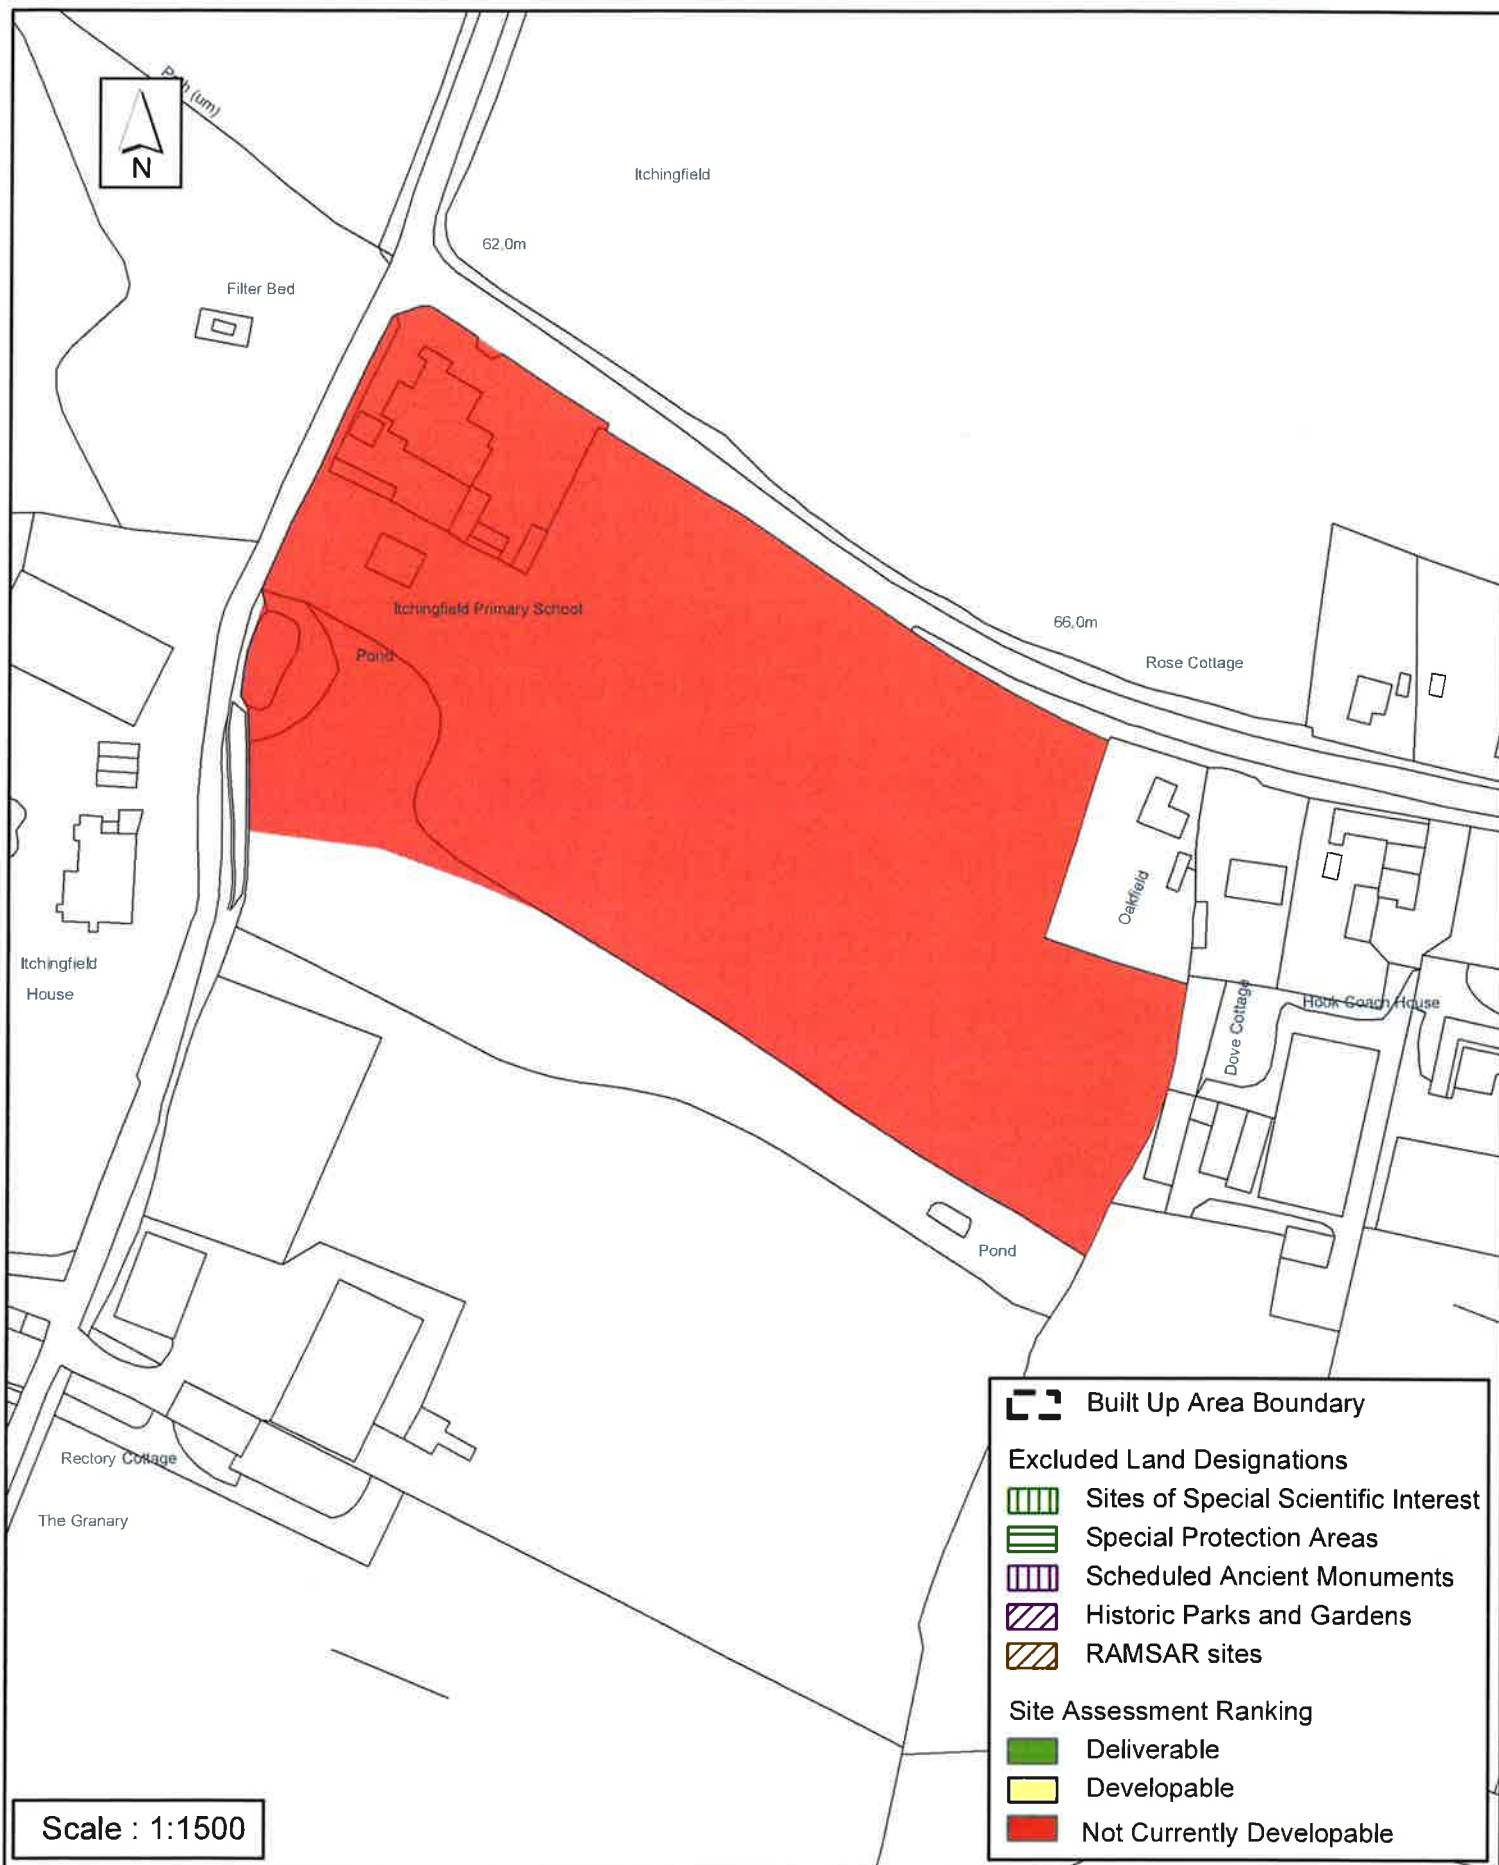 Path (um)
N
Itchingfield
62.0m
Filter Bed
Itchingfield Primary School
66.0m
Pond
Rose Cottage
Oakfield
Itchingfield
House
Dove Cottage
Hook Coach House
Pond
Rectory Cottage
The Granary
Built Up Area Boundary
Excluded Land Designations
Sites of Special Scientific Interest
Special Protection Areas
Scheduled Ancient Monuments
Historic Parks and Gardens
RAMSAR sites
Site Assessment Ranking
Deliverable
Developable
Not Currently Developable
Scale : 1:1500